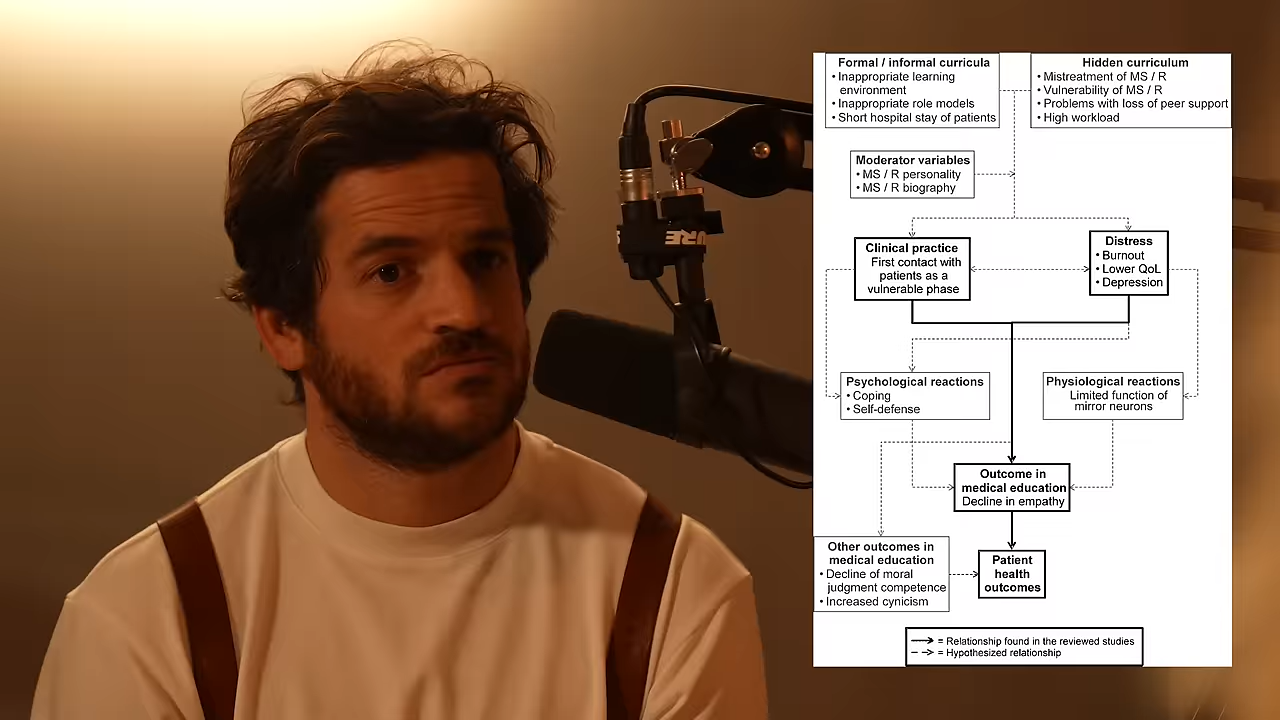 Formal / informal curricula
• Inappropriate learning
environment
• Inappropriate role models
• Short hospital stay of patients
Hidden curriculum
• Mistreatment of MS / R
• Vulnerability of MS / R
• Problems with loss of peer support
• High workload
Moderator variables
• MS / R personality
• MS / R biography
Clinical practice
First contact with
patients as a
vulnerable phase
Distress
• Burnout
• Lower QoL
• Depression
Psychological reactions
• Coping
• Self-defense
Physiological reactions
Limited function of
mirror neurons
Outcome in
medical education
Decline in empathy
Other outcomes in
medical education
• Decline of moral
judgment competence
• Increased cynicism
Patient
health
outcomes
= Relationship found in the reviewed studies
= Hypothesized relationship